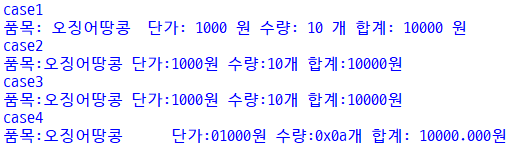 case1
품목: 오징어땅콩  단가: 1000 원 수량: 10 개 합계: 10000 원
case2
품목:오징어땅콩 단가:1000원 수량:10개 합계:10000원
case3
품목:오징어땅콩 단가:1000원 수량:10개 합계:10000원
case4
품목:오징어땅콩      단가:01000원 수량:0x0a개 합계: 10000.000원